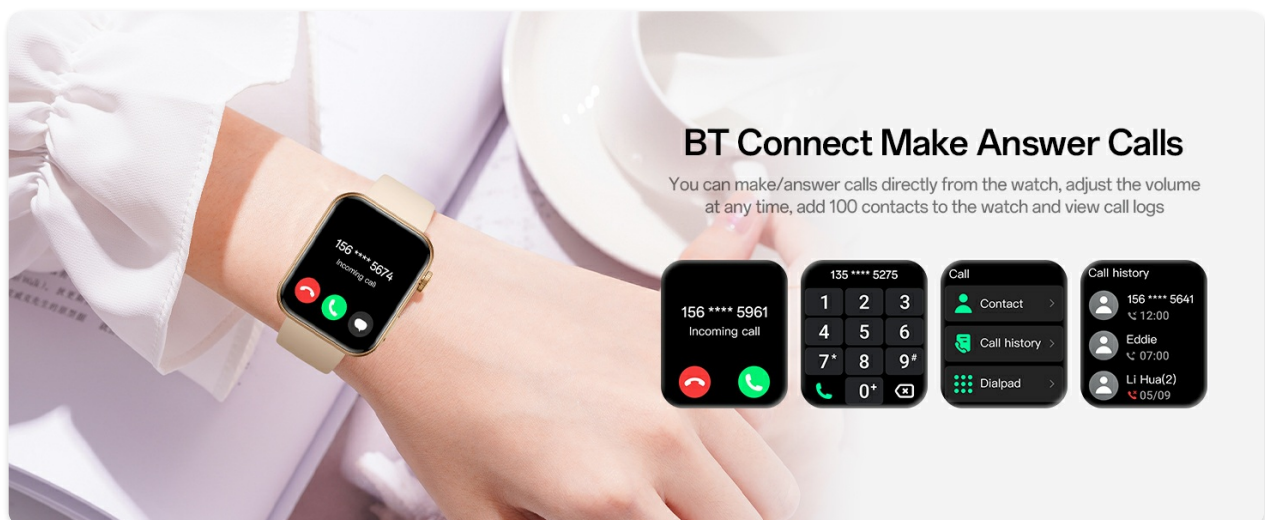 BT Connect Make Answer Calls
You can make/answer calls directly from the watch, adjust the volume
at any time, add 100 contacts to the watch and view call logs
156 **** 5674
Incoming call
156 **** 5961
Incoming call
135 **** 5275
1 2 3
4 5 6
7* 8 9#
0+
Call
Contact
Call history
Dialpad
Call history
156 **** 5641
12:00
Eddie
07:00
Li Hua(2)
05/09